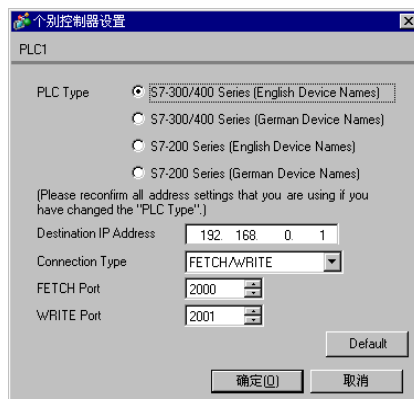 个别控制器设置
PLC1
PLC Type
S7-300/400 Series (English Device Names)
S7-300/400 Series (German Device Names)
S7-200 Series (English Device Names)
S7-200 Series (German Device Names)
(Please reconfirm all address settings that you are using if you
have changed the "PLC Type".)
Destination IP Address 192. 168. 0. 1
Connection Type FETCH/WRITE
FETCH Port 2000
WRITE Port 2001
Default
确定(O) 取消